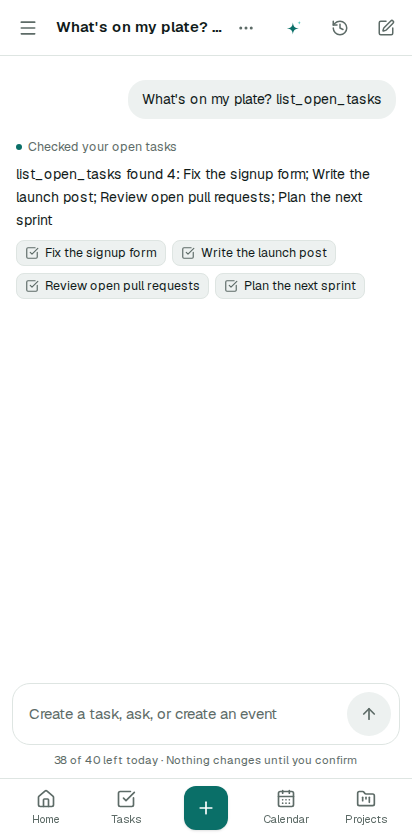 What's on my plate? ...
What's on my plate? list_open_tasks
Checked your open tasks
list_open_tasks found 4: Fix the signup form; Write the
launch post; Review open pull requests; Plan the next
sprint
Fix the signup form
Write the launch post
Review open pull requests
Plan the next sprint
Create a task, ask, or create an event
38 of 40 left today · Nothing changes until you confirm
Home
Tasks
Calendar
Projects